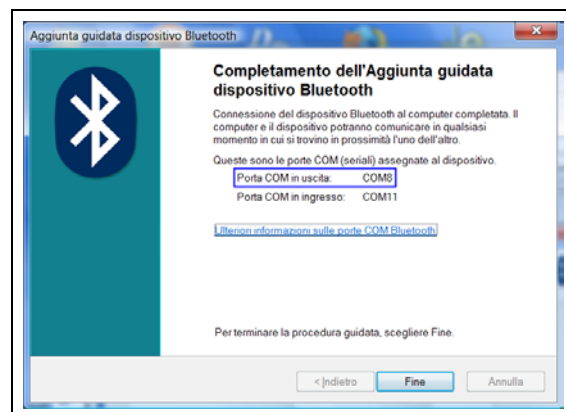 Aggiunta guidata dispositivo Bluetooth
Completamento dell'Aggiunta guidata
dispositivo Bluetooth
Connessione del dispositivo Bluetooth al computer completata. Il
computer e il dispositivo potranno comunicare in qualsiasi
momento in cui si trovino in prossimità l'uno dell'altro.
Queste sono le porte COM (seriali) assegnate al dispositivo.
Porta COM in uscita: COM8
Porta COM in ingresso: COM11
Ulteriori informazioni sulle porte COM Bluetooth
Per terminare la procedura guidata, scegliere Fine.
< Indietro Fine Annulla